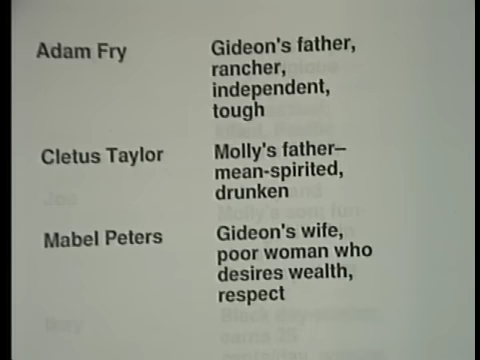 Adam Fry
Gideon's father,
rancher,
independent,
tough
Cletus Taylor
Molly's father–
mean-spirited,
drunken
Mabel Peters
Gideon's wife,
poor woman who
desires wealth,
respect